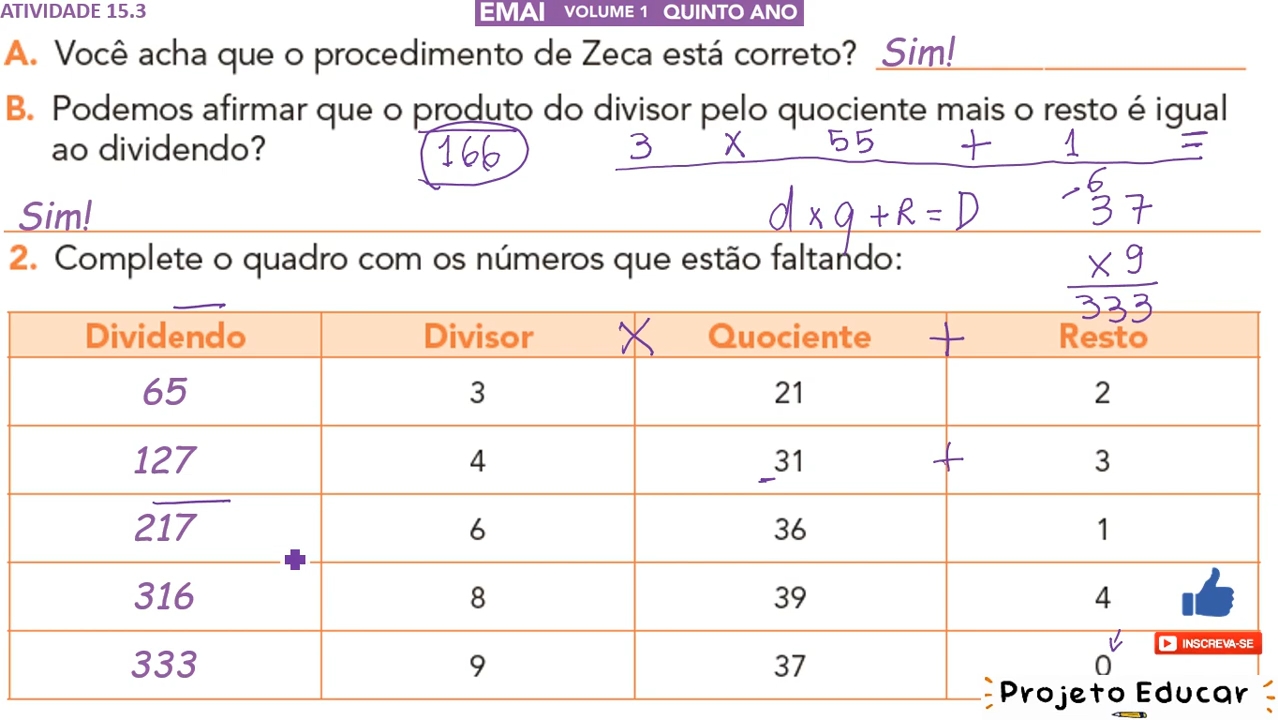 ATIVIDADE 15.3
EMAI VOLUME 1 QUINTO ANO
A. Você acha que o procedimento de Zeca está correto? Sim!
B. Podemos afirmar que o produto do divisor pelo quociente mais o resto é igual
ao dividendo? 166 3 x 55 + 1 =
Sim! d x q + R = D
6
37
x 9
333
2. Complete o quadro com os números que estão faltando:
Dividendo Divisor x Quociente + Resto
65 3 21 2
127 4 31 + 3
217 6 36 1
316 8 39 4
333 9 37 0
INSCREVA-SE
Projeto Educar